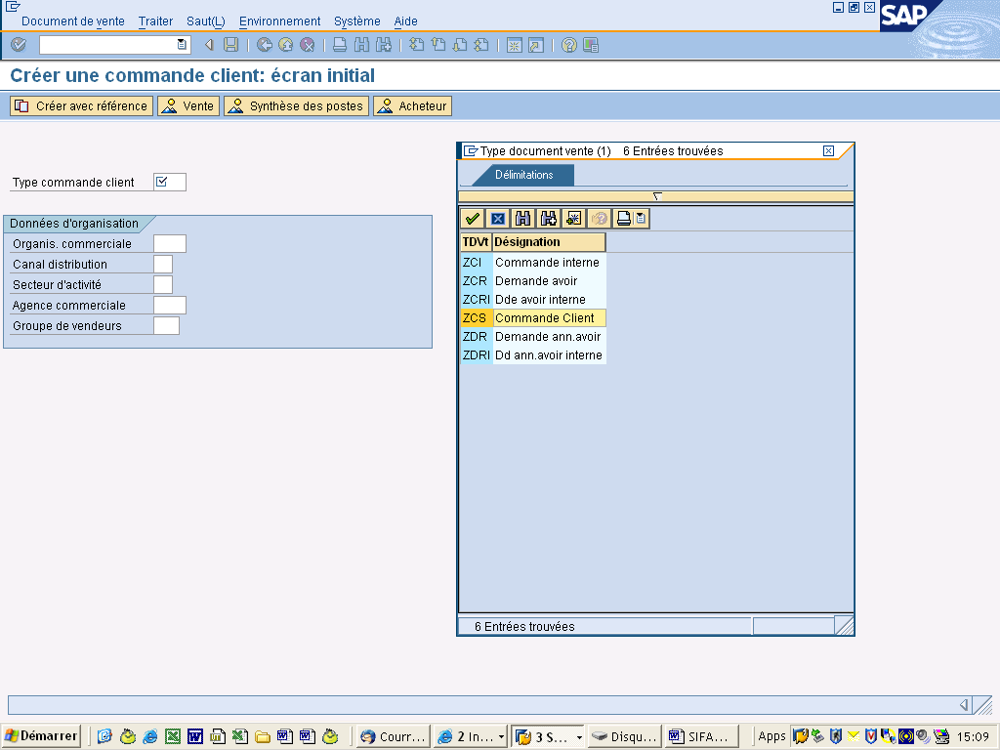 Document de vente Traiter Saut(L) Environnement Système Aide
SAP
Créer une commande client: écran initial
Créer avec référence Vente Synthèse des postes Acheteur
Type document vente (1) 6 Entrées trouvées
Délimitations
Type commande client
Données d'organisation
Organis. commerciale
Canal distribution
Secteur d'activité
Agence commerciale
Groupe de vendeurs
TDVt Désignation
ZCI Commande interne
ZCR Demande avoir
ZCRI Dde avoir interne
ZCS Commande Client
ZDR Demande ann.avoir
ZDRI Dd ann.avoir interne
6 Entrées trouvées
Démarrer Courr... 2 In... 3 S... Disqu... SIFA... Apps 15:09